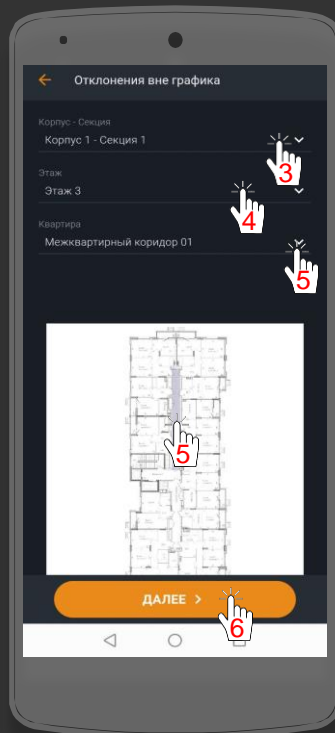 Отклонения вне графика
Корпус - Секция
Корпус 1 - Секция 1
3
Этаж
Этаж 3
4
Квартира
Межквартирный коридор 01
5
5
ДАЛЕЕ >
6